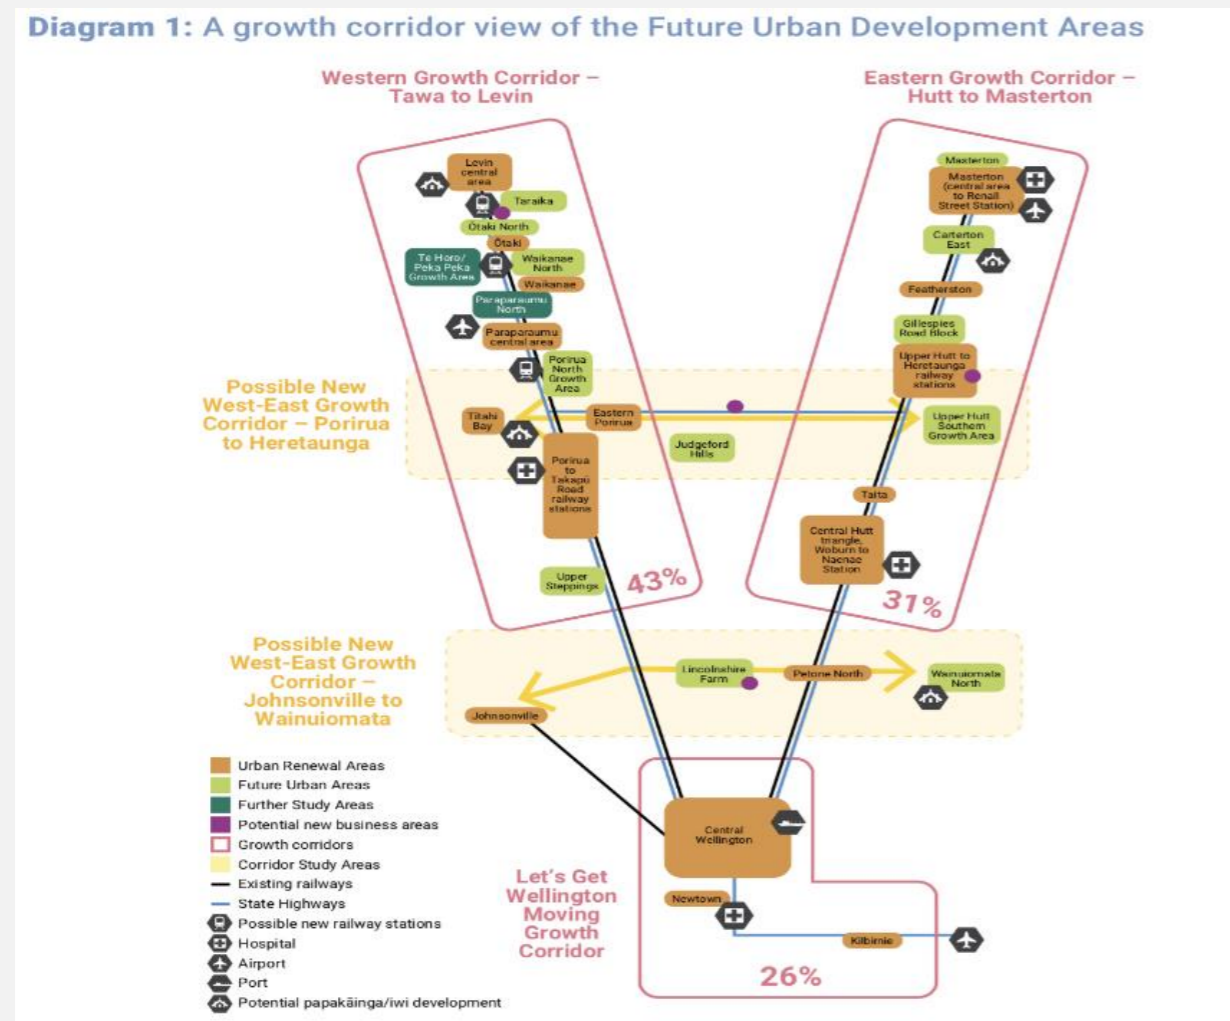 Diagram 1: A growth corridor view of the Future Urban Development Areas
Western Growth Corridor –
Tawa to Levin
Eastern Growth Corridor –
Hutt to Masterton
Levin
central
area
Taraika
Ōtaki North
Ōtaki
Te Horo/
Peka Peka
Growth Area
Waikanae
North
Waikanae
Paraparaumu
North
Paraparaumu
central area
Porirua
North
Growth
Area
Masterton
Masterton
(central area
to Renall
Street Station)
Carterton
East
Featherston
Gillespies
Road Block
Upper Hutt to
Heretaunga
railway
stations
Possible New
West-East Growth
Corridor – Porirua
to Heretaunga
Titahi
Bay
Eastern
Porirua
Judgeford
Hills
Upper Hutt
Southern
Growth Area
Porirua
to
Takapu
Road
railway
stations
Taita
Central Hutt
triangle,
Woburn to
Naenae
Station
Upper
Steppings
43%
31%
Possible New
West-East Growth
Corridor –
Johnsonville to
Wainuiomata
Lincolnshire
Farm
Petone North
Wainuiomata
North
Johnsonville
Urban Renewal Areas
Future Urban Areas
Further Study Areas
Potential new business areas
Growth corridors
Corridor Study Areas
Existing railways
State Highways
Possible new railway stations
Hospital
Airport
Port
Potential papakāinga/iwi development
Central
Wellington
Let's Get
Wellington
Moving
Growth
Corridor
Newtown
Kilbirnie
26%